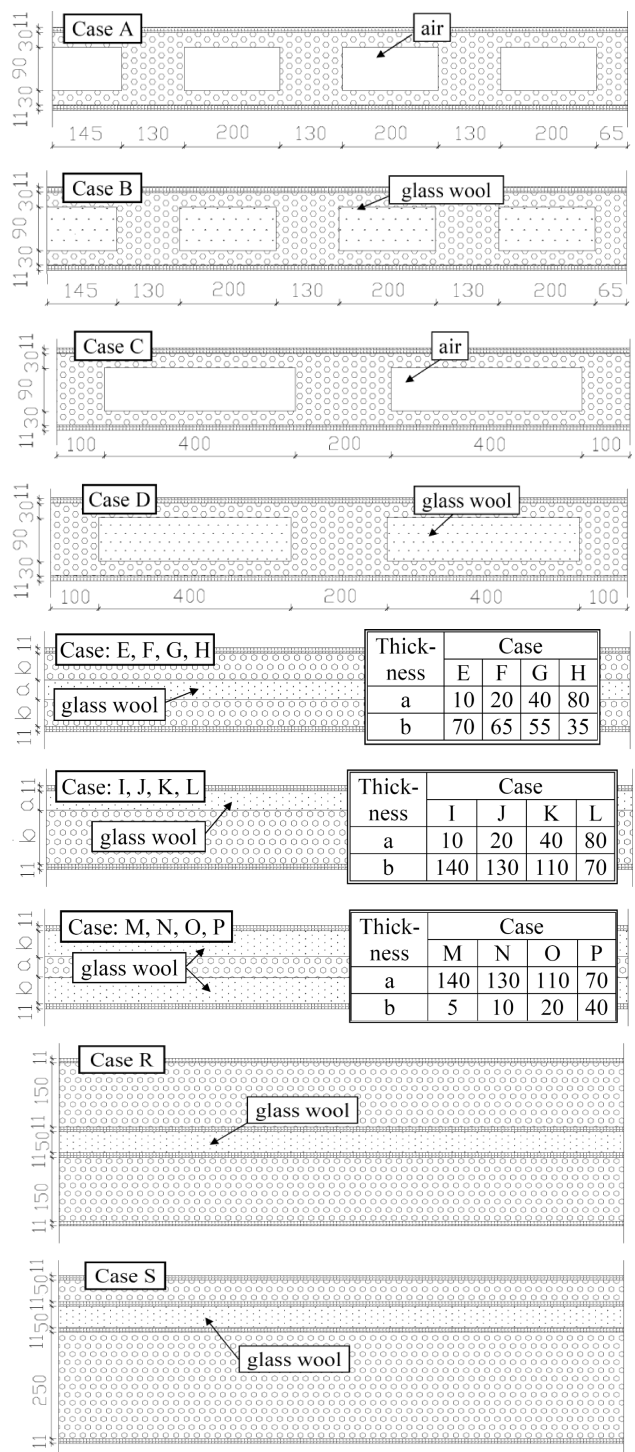 Case A
air
11 30 90 30 11
145 130 200 130 200 130 200 65
Case B
glass wool
11 30 90 30 11
145 130 200 130 200 130 200 65
Case C
air
11 30 90 30 11
100 400 200 400 100
Case D
glass wool
11 30 90 30 11
100 400 200 400 100
Case: E, F, G, H
glass wool
11 b a b 11
Thick-
ness
Case
E F G H
a 10 20 40 80
b 70 65 55 35
Case: I, J, K, L
glass wool
11 b a 11
Thick-
ness
Case
I J K L
a 10 20 40 80
b 140 130 110 70
Case: M, N, O, P
glass wool
11 b a b 11
Thick-
ness
Case
M N O P
a 140 130 110 70
b 5 10 20 40
Case R
glass wool
11 150 11 50 11 150 11
Case S
glass wool
11 250 11 50 11 50 11